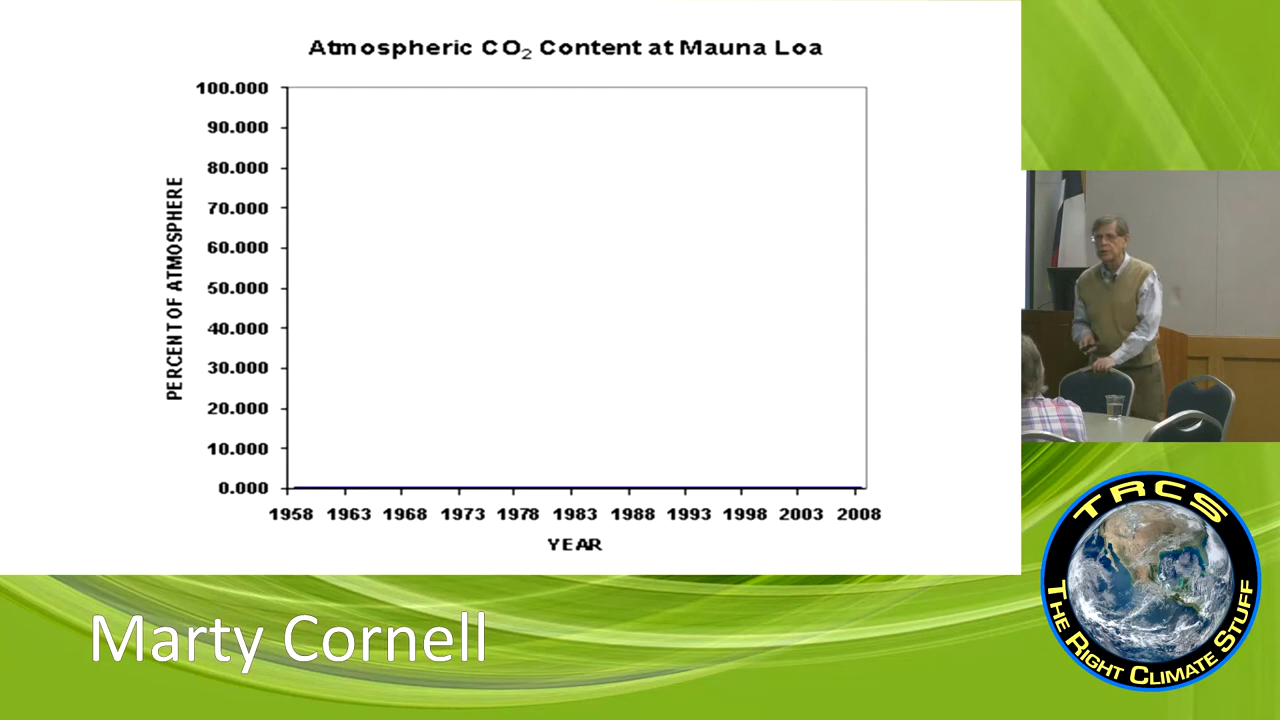 Atmospheric CO₂ Content at Mauna Loa
PERCENT OF ATMOSPHERE
100.000
90.000
80.000
70.000
60.000
50.000
40.000
30.000
20.000
10.000
0.000
1958 1963 1968 1973 1978 1983 1988 1993 1998 2003 2008
YEAR
Marty Cornell
TRCS
THE RIGHT CLIMATE STUFF